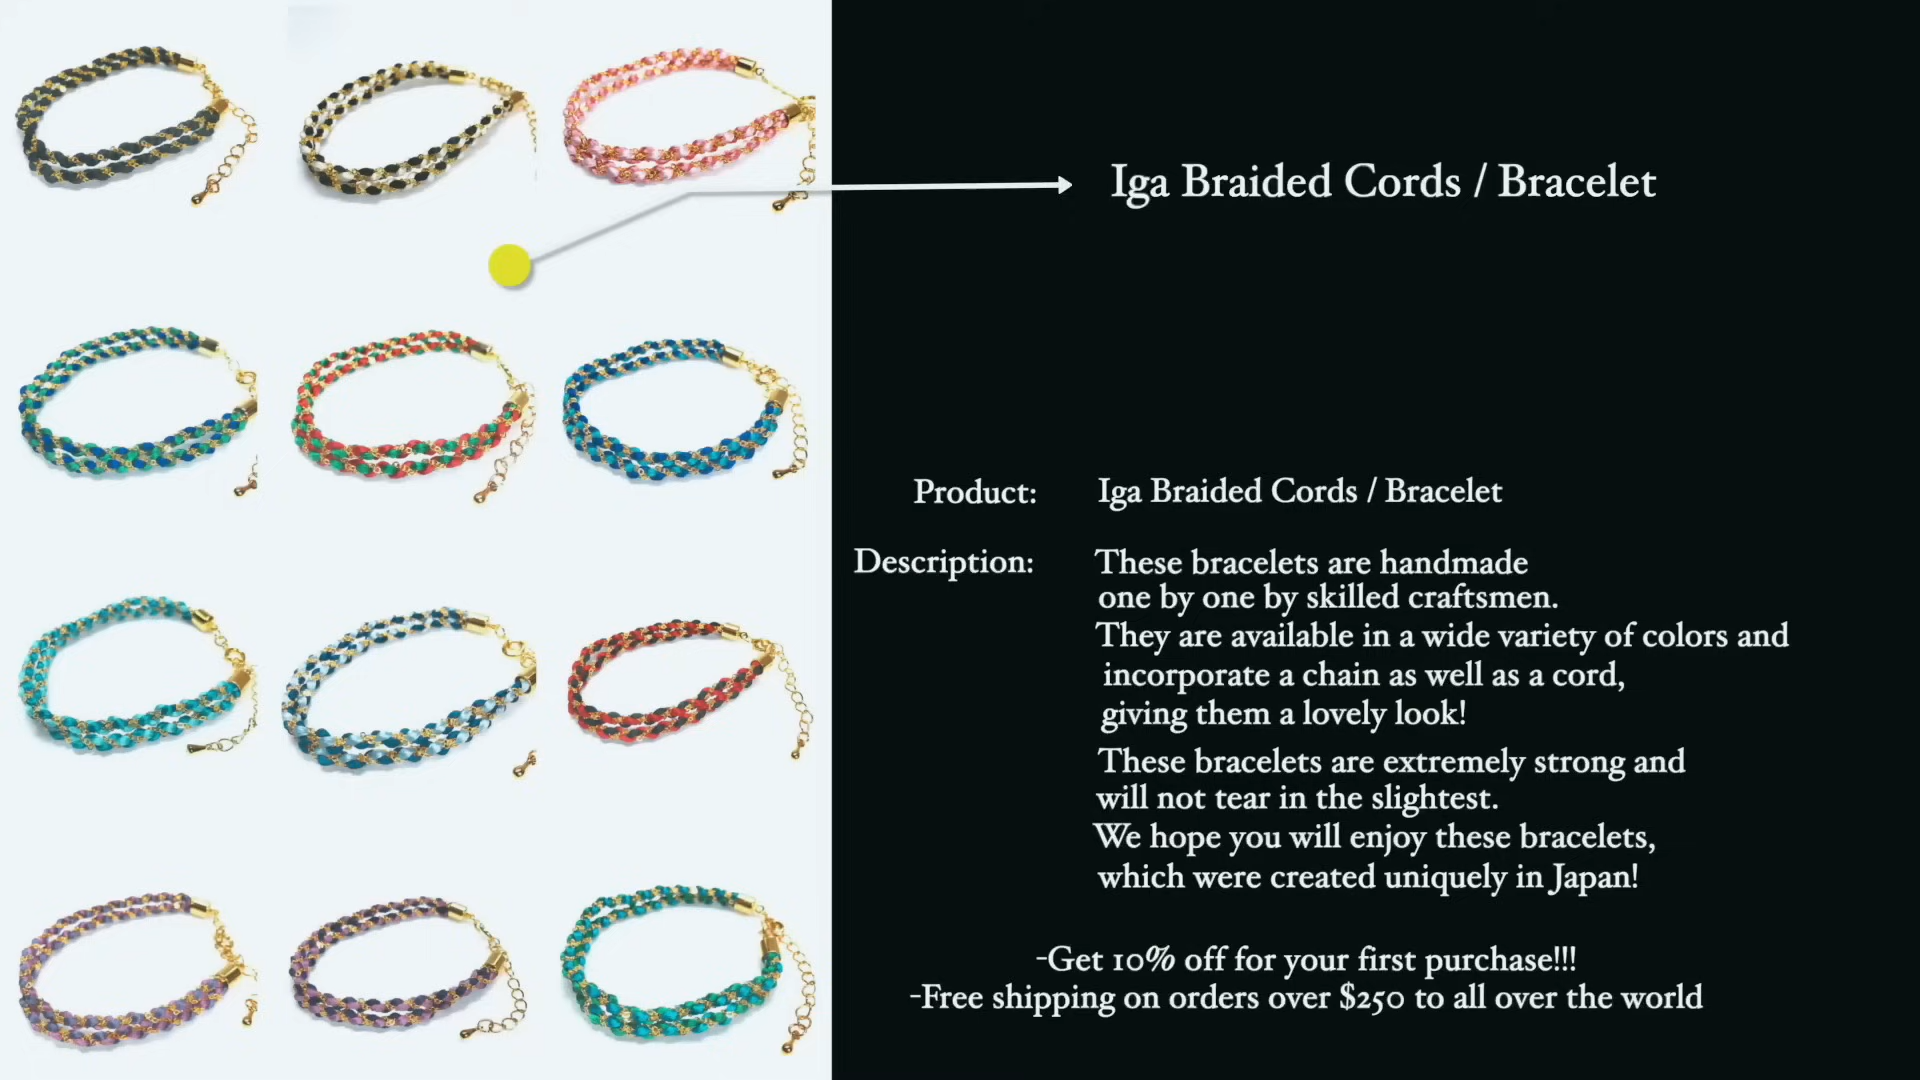 Iga Braided Cords / Bracelet
Product: Iga Braided Cords / Bracelet
Description: These bracelets are handmade
one by one by skilled craftsmen.
They are available in a wide variety of colors and
incorporate a chain as well as a cord,
giving them a lovely look!
These bracelets are extremely strong and
will not tear in the slightest.
We hope you will enjoy these bracelets,
which were created uniquely in Japan!
-Get 10% off for your first purchase!!!
-Free shipping on orders over $250 to all over the world